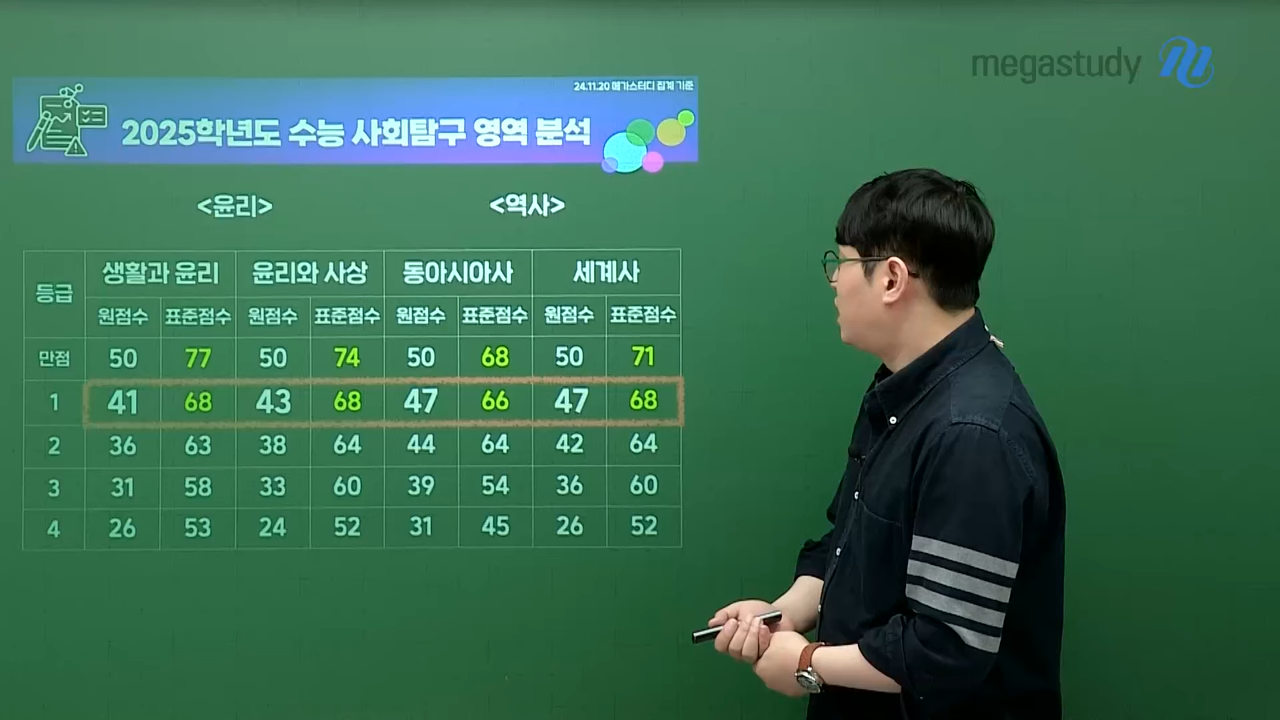 megastudy
24.11.20 메가스터디 집계 기준
2025학년도 수능 사회탐구 영역 분석
<윤리> <역사>
등급 생활과 윤리 윤리와 사상 동아시아사 세계사
원점수 표준점수 원점수 표준점수 원점수 표준점수 원점수 표준점수
만점 50 77 50 74 50 68 50 71
1 41 68 43 68 47 66 47 68
2 36 63 38 64 44 64 42 64
3 31 58 33 60 39 54 36 60
4 26 53 24 52 31 45 26 52